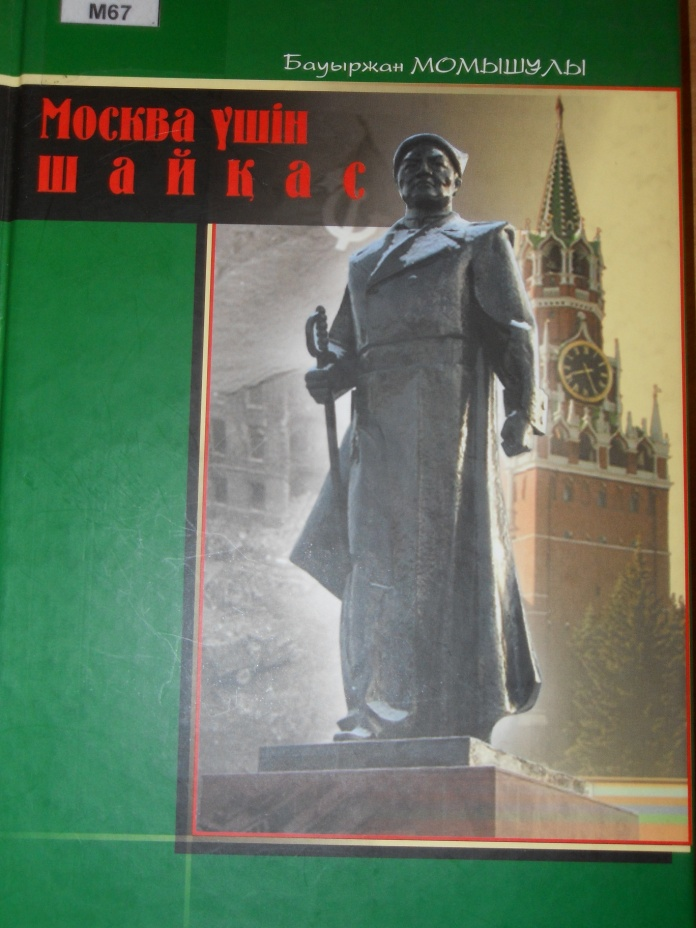 М67
Бауыржан МОМЫШҰЛЫ
Москва үшін
шайқас